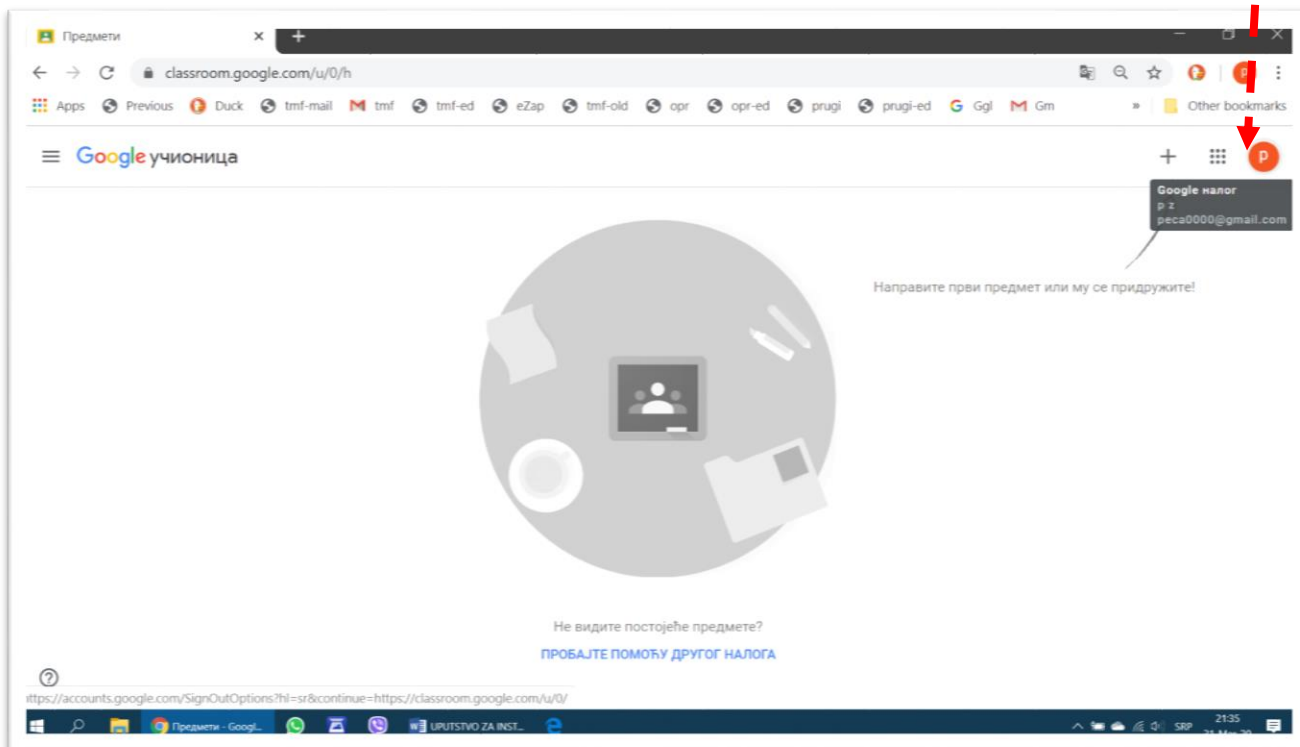 Предмети
classroom.google.com/u/0/h
Apps Previous Duck tmf-mail tmf tmf-ed eZap tmf-old opr opr-ed prugi prugi-ed Ggl Gm » Other bookmarks
Google учионица
P
Google налог
p z
peca0000@gmail.com
Направите први предмет или му се придружите!
Не видите постојеће предмете?
ПРОБАЈТЕ ПОМОЋУ ДРУГОГ НАЛОГА
ttps://accounts.google.com/SignOutOptions?hl=sr&continue=https://classroom.google.com/u/0/
Предмети - Googl... UPUTSTVO ZA INST... SRP 21:35